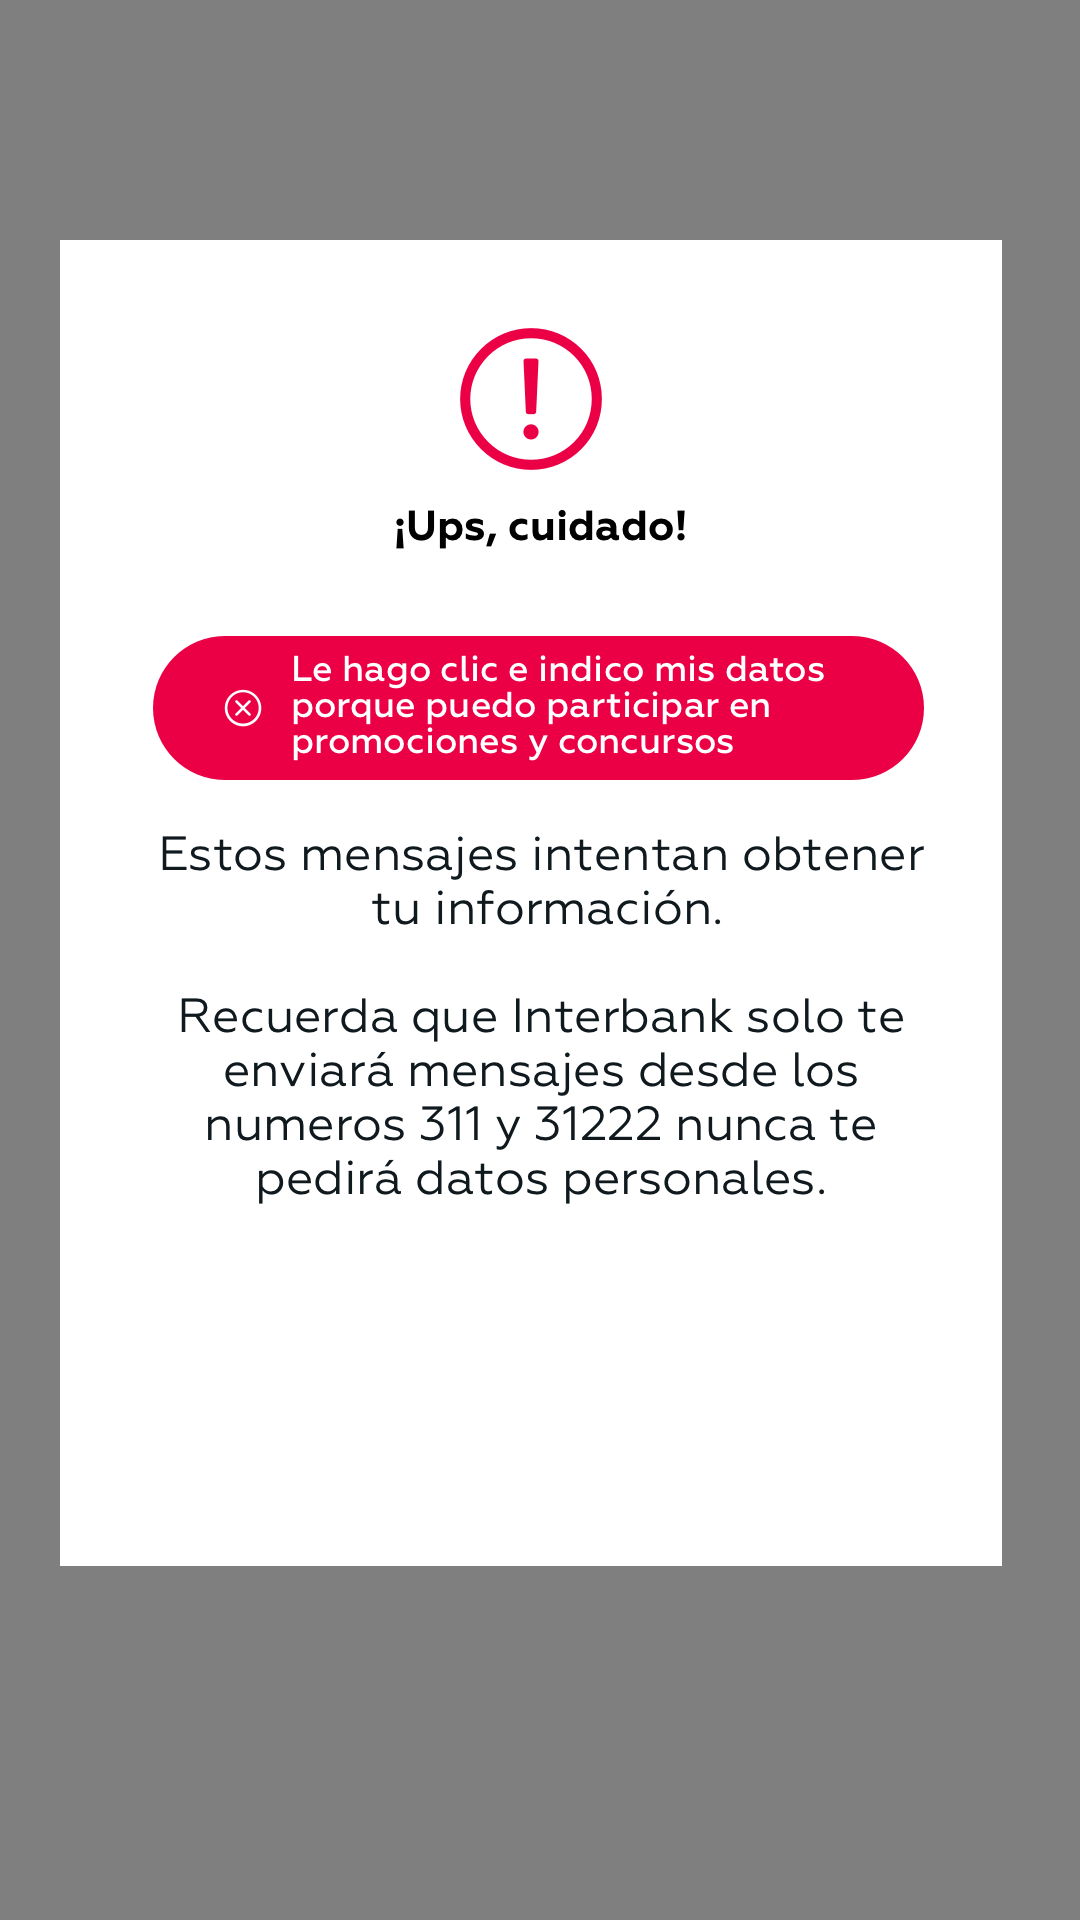 ¡Ups, cuidado!
Le hago clic e indico mis datos
porque puedo participar en
promociones y concursos
Estos mensajes intentan obtener
tu información.
Recuerda que Interbank solo te
enviará mensajes desde los
numeros 311 y 31222 nunca te
pedirá datos personales.